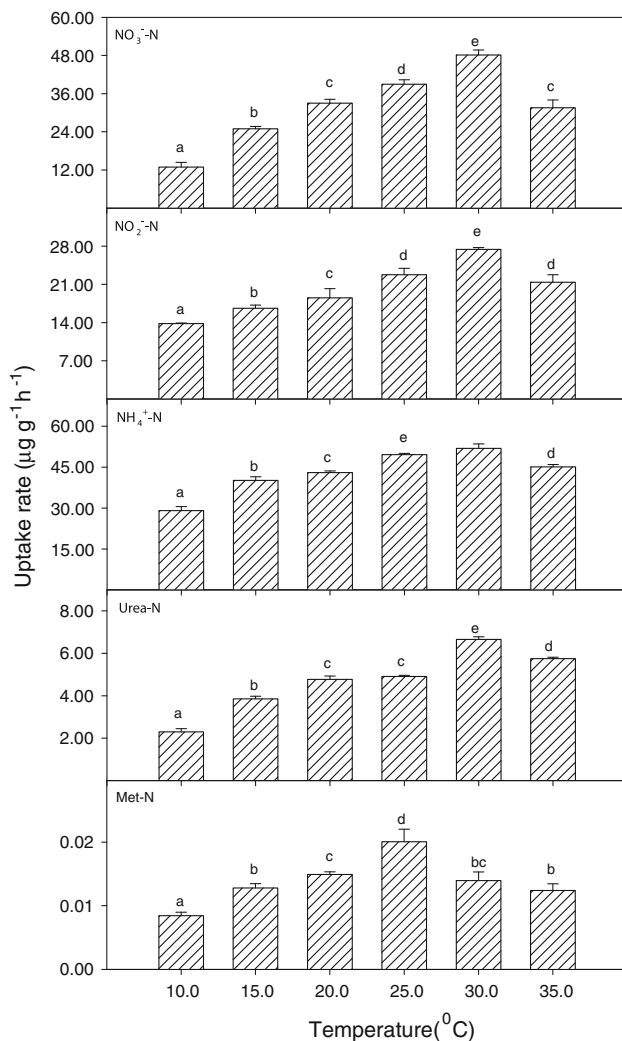 60.00
NO₃⁻-N
48.00
36.00
24.00
12.00
a b c d e c
NO₂⁻-N
28.00
21.00
14.00
7.00
a b c d e d
NH₄⁺-N
60.00
45.00
30.00
15.00
a b c e d
Urea-N
8.00
6.00
4.00
2.00
a b c c e d
Met-N
0.02
0.01
0.00
a b c d bc b
10.0 15.0 20.0 25.0 30.0 35.0
Temperature(⁰C)
Uptake rate (μg g⁻¹h⁻¹)